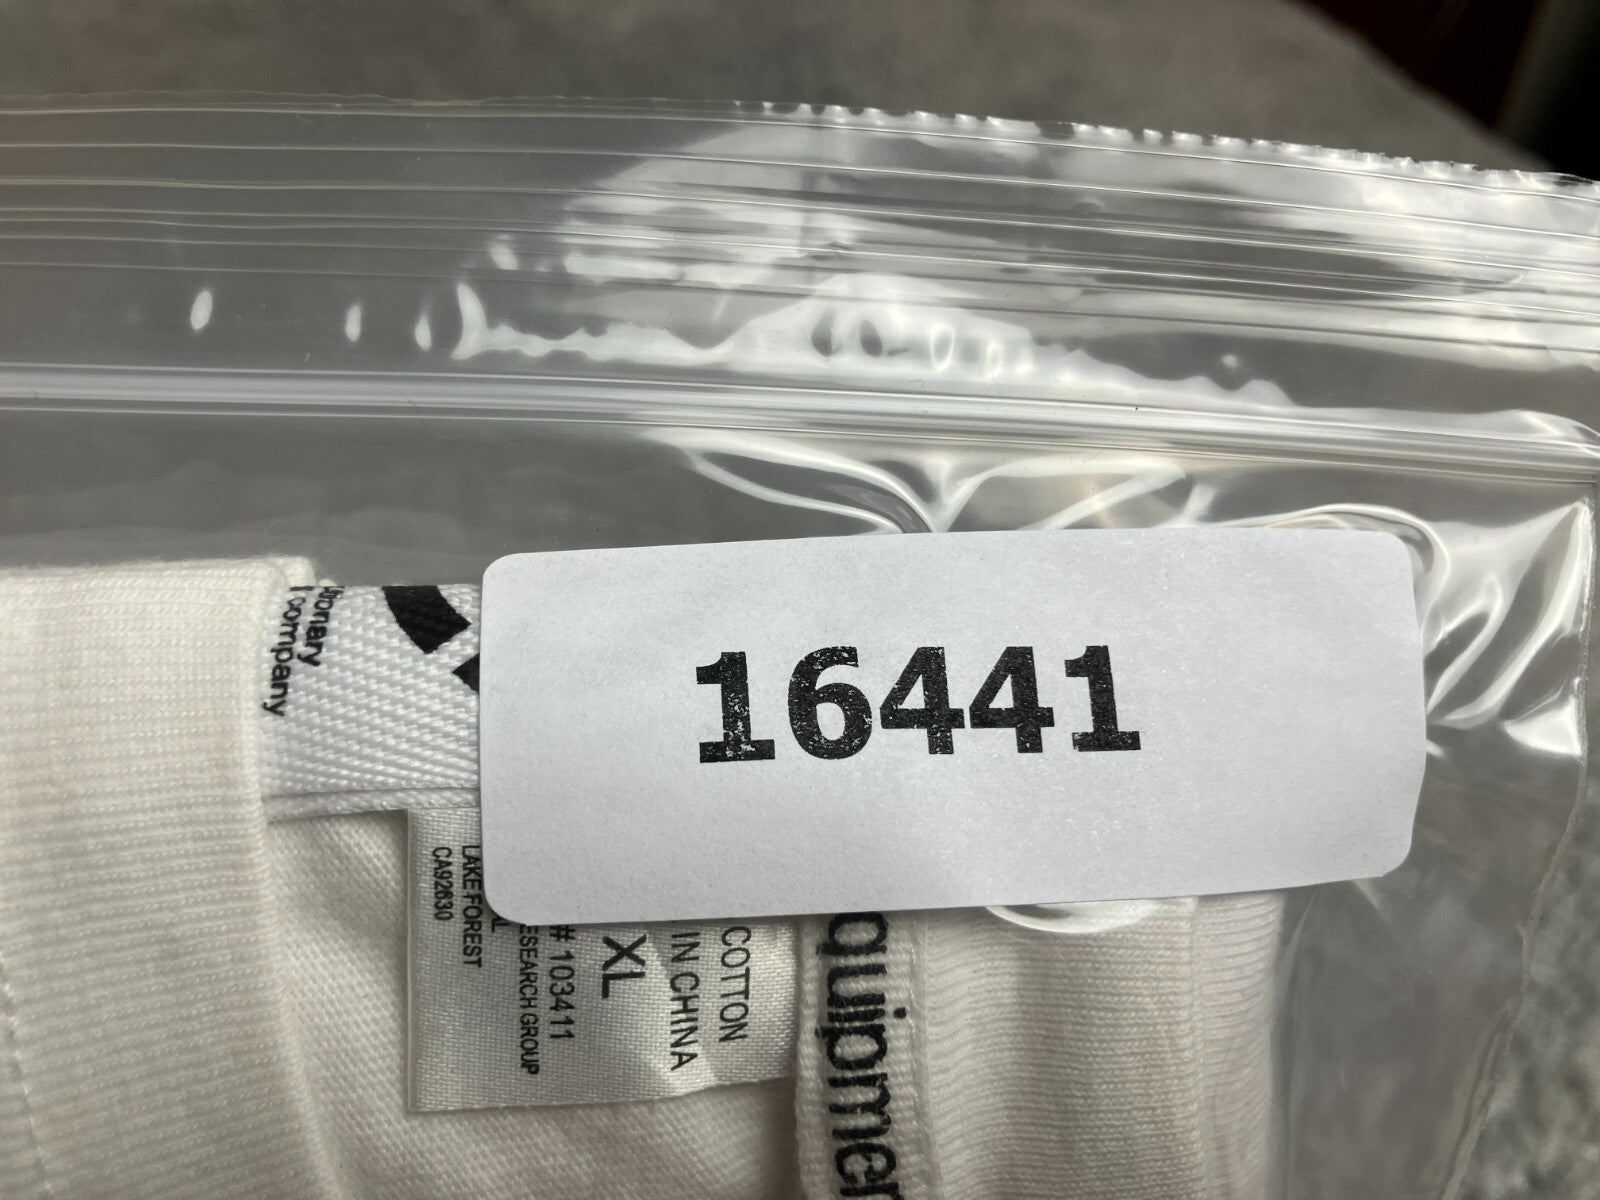 16441
company
COTTON
IN CHINA
XL
# 103411
ESEARCH GROUP
LAKE FOREST
CA92630
quipmen